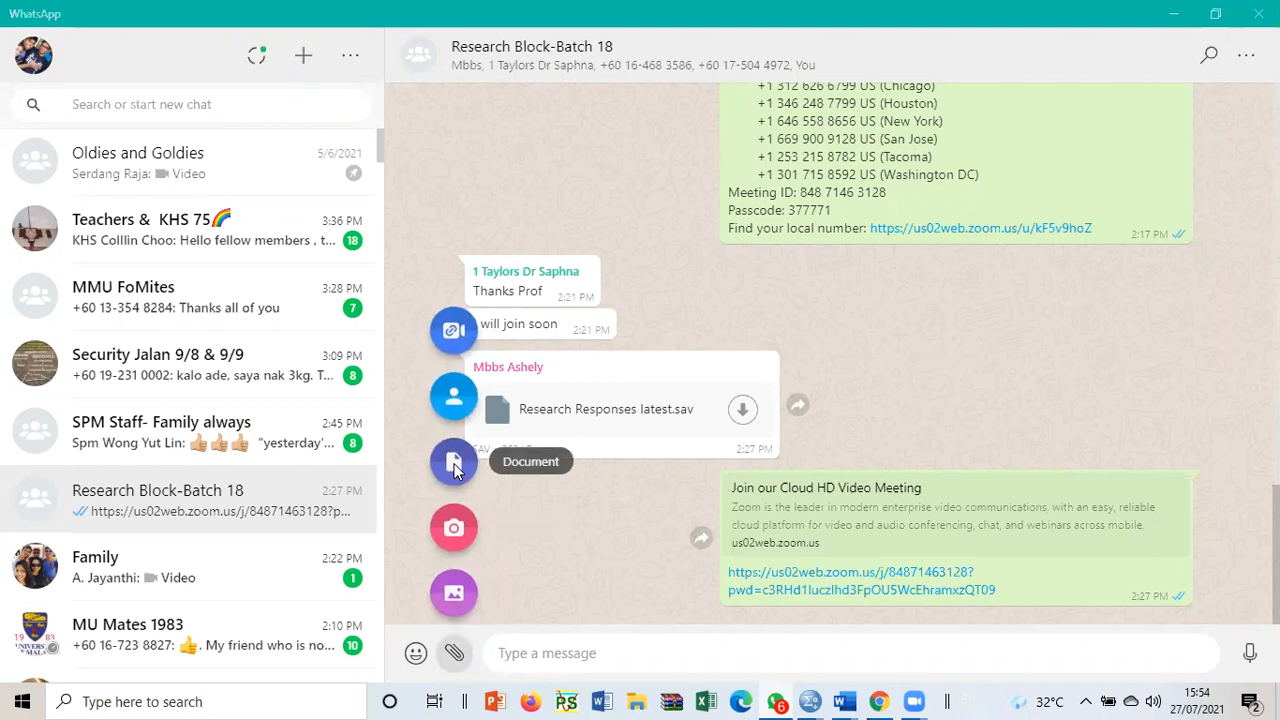 WhatsApp
Search or start new chat
Oldies and Goldies
5/6/2021
Serdang Raja: Video
Teachers & KHS 75🌈
3:36 PM
KHS Colllin Choo: Hello fellow members , t...
18
MMU FoMites
3:28 PM
+60 13-354 8284: Thanks all of you
7
Security Jalan 9/8 & 9/9
3:09 PM
+60 19-231 0002: kalo ade, saya nak 3kg. T...
8
SPM Staff- Family always
2:45 PM
Spm Wong Yut Lin: 👍🏼👍🏼👍🏼 "yesterday'...
8
Research Block-Batch 18
2:27 PM
https://us02web.zoom.us/j/84871463128?p...
Family
2:22 PM
A. Jayanthi: Video
1
MU Mates 1983
2:10 PM
+60 16-723 8827: 👍. My friend who is no...
10
Research Block-Batch 18
Mbbs, 1 Taylors Dr Saphna, +60 16-468 3586, +60 17-504 4972, You
+1 312 626 6799 US (Chicago)
+1 346 248 7799 US (Houston)
+1 646 558 8656 US (New York)
+1 669 900 9128 US (San Jose)
+1 253 215 8782 US (Tacoma)
+1 301 715 8592 US (Washington DC)
Meeting ID: 848 7146 3128
Passcode: 377771
Find your local number: https://us02web.zoom.us/u/kF5v9hoZ
2:17 PM
1 Taylors Dr Saphna
Thanks Prof
2:21 PM
will join soon
2:21 PM
Mbbs Ashely
Research Responses latest.sav
2:27 PM
Document
Join our Cloud HD Video Meeting
Zoom is the leader in modern enterprise video communications, with an easy, reliable
cloud platform for video and audio conferencing, chat, and webinars across mobile,
us02web.zoom.us
https://us02web.zoom.us/j/84871463128?
pwd=c3RHd1luczlhd3FpOU5WcEhramxzQT09
2:27 PM
Type a message
Type here to search
6
32°C
15:54
27/07/2021
2